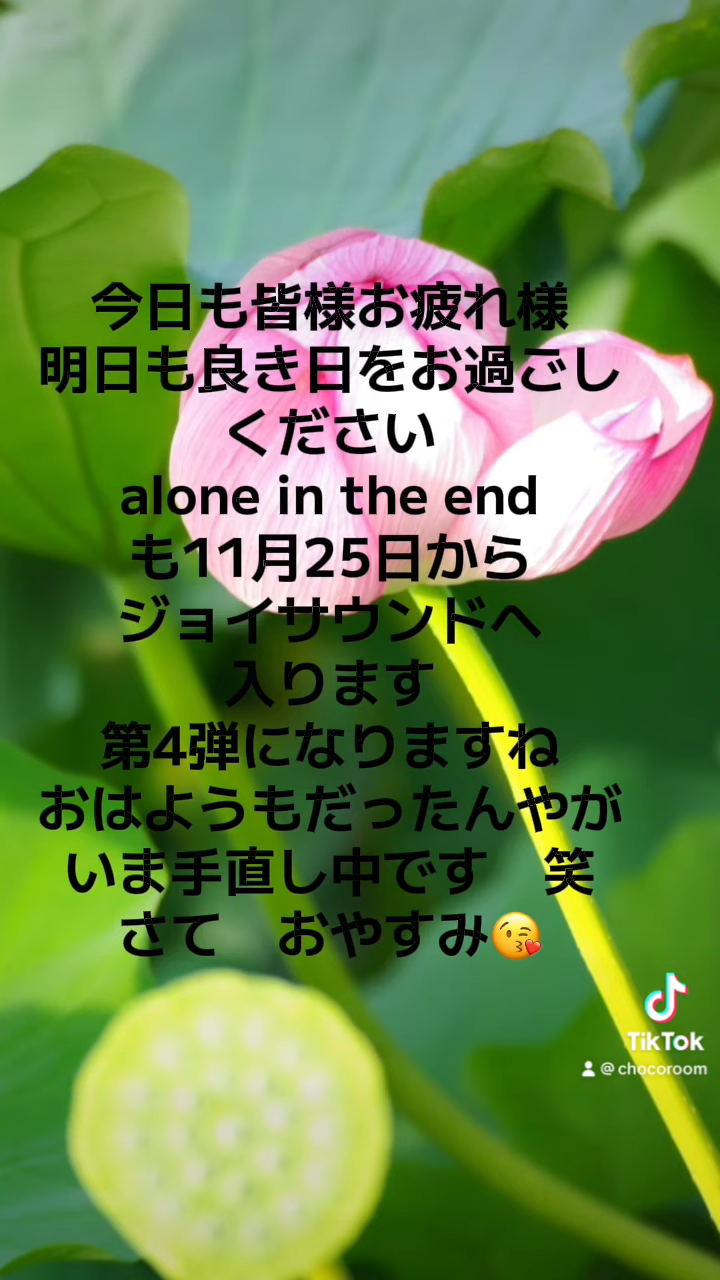 今日も皆様お疲れ様
明日も良き日をお過ごし
ください
alone in the end
も11月25日から
ジョイサウンドへ
入ります
第4弾になりますね
おはようもだったんやが
いま手直し中です　笑
さて　おやすみ😘
TikTok
@chocoroom